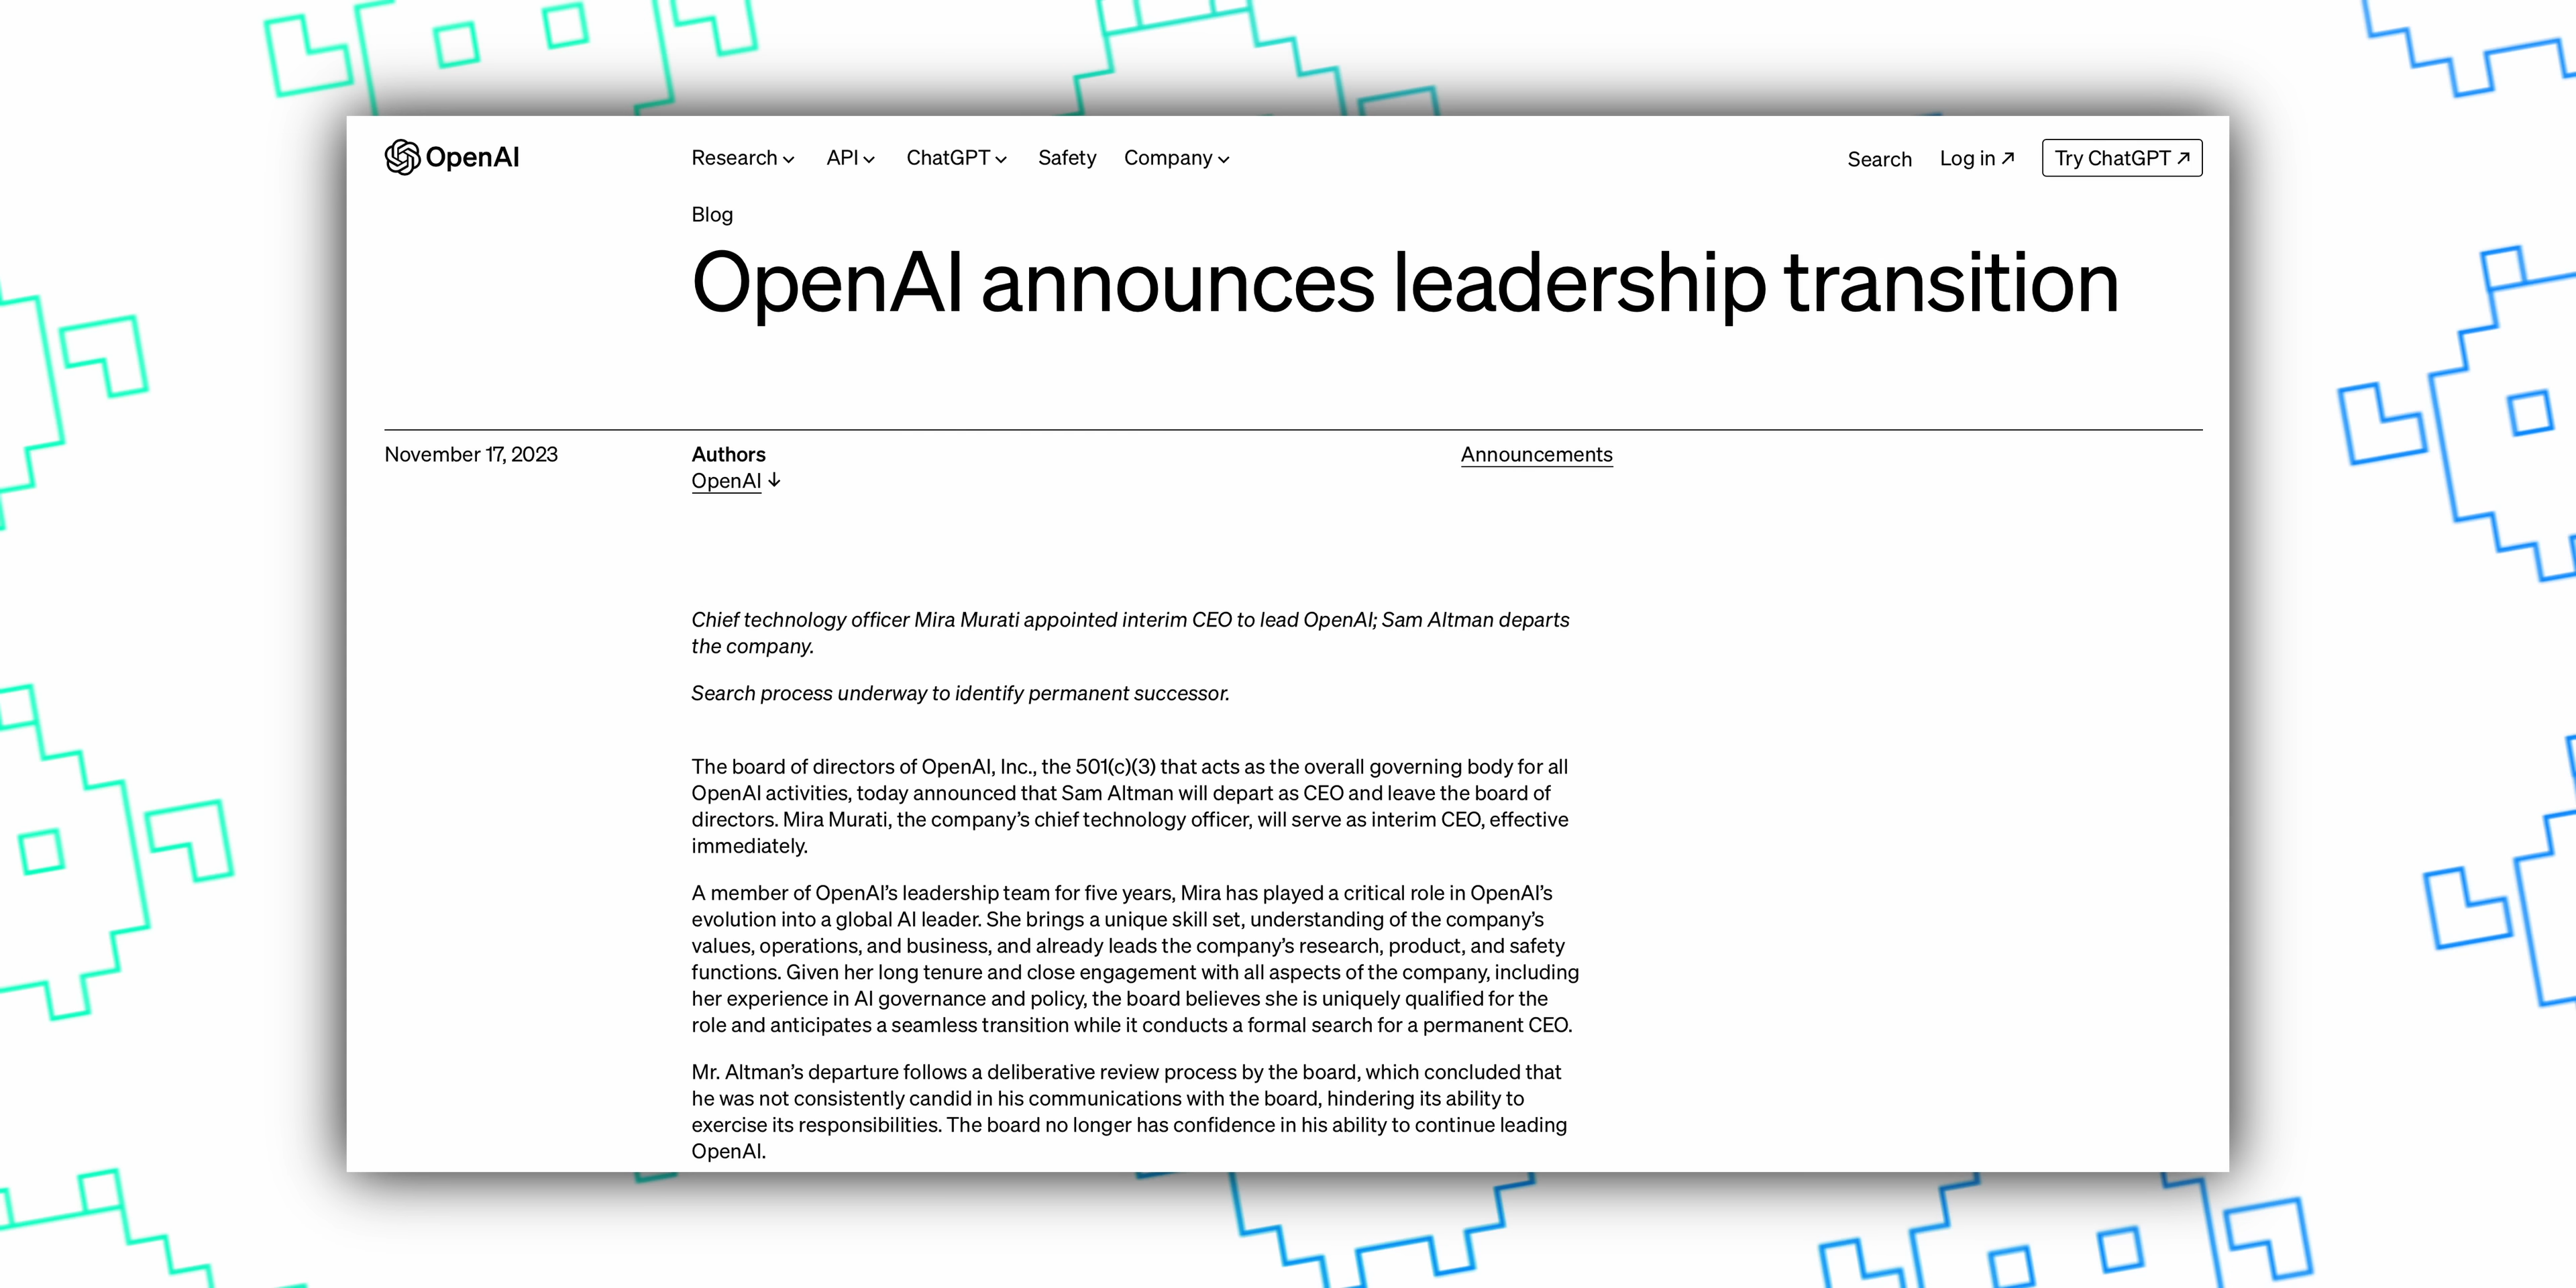 OpenAI
Research API ChatGPT Safety Company
Search Log in Try ChatGPT
Blog
OpenAI announces leadership transition
November 17, 2023
Authors
OpenAI
Announcements
Chief technology officer Mira Murati appointed interim CEO to lead OpenAI; Sam Altman departs
the company.
Search process underway to identify permanent successor.
The board of directors of OpenAI, Inc., the 501(c)(3) that acts as the overall governing body for all
OpenAI activities, today announced that Sam Altman will depart as CEO and leave the board of
directors. Mira Murati, the company’s chief technology officer, will serve as interim CEO, effective
immediately.
A member of OpenAI’s leadership team for five years, Mira has played a critical role in OpenAI’s
evolution into a global AI leader. She brings a unique skill set, understanding of the company’s
values, operations, and business, and already leads the company’s research, product, and safety
functions. Given her long tenure and close engagement with all aspects of the company, including
her experience in AI governance and policy, the board believes she is uniquely qualified for the
role and anticipates a seamless transition while it conducts a formal search for a permanent CEO.
Mr. Altman’s departure follows a deliberative review process by the board, which concluded that
he was not consistently candid in his communications with the board, hindering its ability to
exercise its responsibilities. The board no longer has confidence in his ability to continue leading
OpenAI.